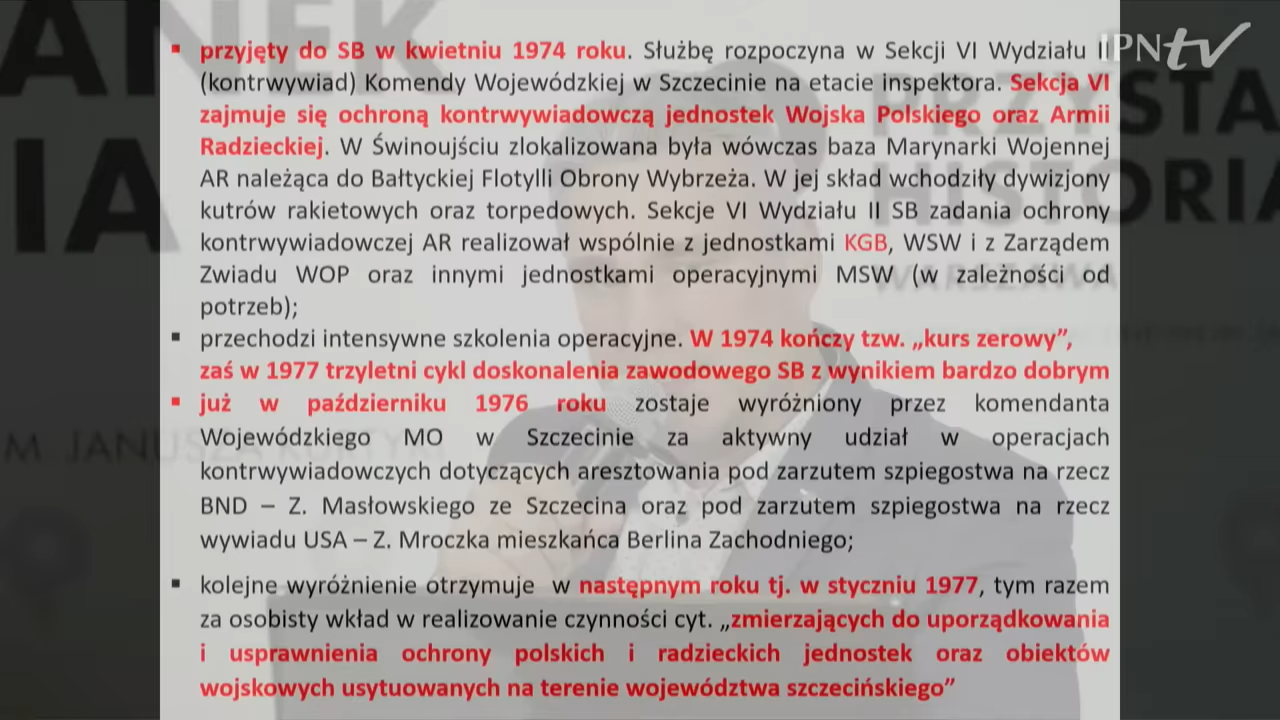 IPNtv
▪ przyjęty do SB w kwietniu 1974 roku. Służbę rozpoczyna w Sekcji VI Wydziału II
(kontrwywiad) Komendy Wojewódzkiej w Szczecinie na etacie inspektora. Sekcja VI
zajmuje się ochroną kontrwywiadowczą jednostek Wojska Polskiego oraz Armii
Radzieckiej. W Świnoujściu zlokalizowana była wówczas baza Marynarki Wojennej
AR należąca do Bałtyckiej Flotylli Obrony Wybrzeża. W jej skład wchodziły dywizjony
kutrów rakietowych oraz torpedowych. Sekcje VI Wydziału II SB zadania ochrony
kontrwywiadowczej AR realizował wspólnie z jednostkami KGB, WSW i z Zarządem
Zwiadu WOP oraz innymi jednostkami operacyjnymi MSW (w zależności od
potrzeb);
▪ przechodzi intensywne szkolenia operacyjne. W 1974 kończy tzw. „kurs zerowy”,
zaś w 1977 trzyletni cykl doskonalenia zawodowego SB z wynikiem bardzo dobrym
▪ już w październiku 1976 roku zostaje wyróżniony przez komendanta
Wojewódzkiego MO w Szczecinie za aktywny udział w operacjach
kontrwywiadowczych dotyczących aresztowania pod zarzutem szpiegostwa na rzecz
BND – Z. Masłowskiego ze Szczecina oraz pod zarzutem szpiegostwa na rzecz
wywiadu USA – Z. Mroczka mieszkańca Berlina Zachodniego;
▪ kolejne wyróżnienie otrzymuje w następnym roku tj. w styczniu 1977, tym razem
za osobisty wkład w realizowanie czynności cyt. „zmierzających do uporządkowania
i usprawnienia ochrony polskich i radzieckich jednostek oraz obiektów
wojskowych usytuowanych na terenie województwa szczecińskiego”